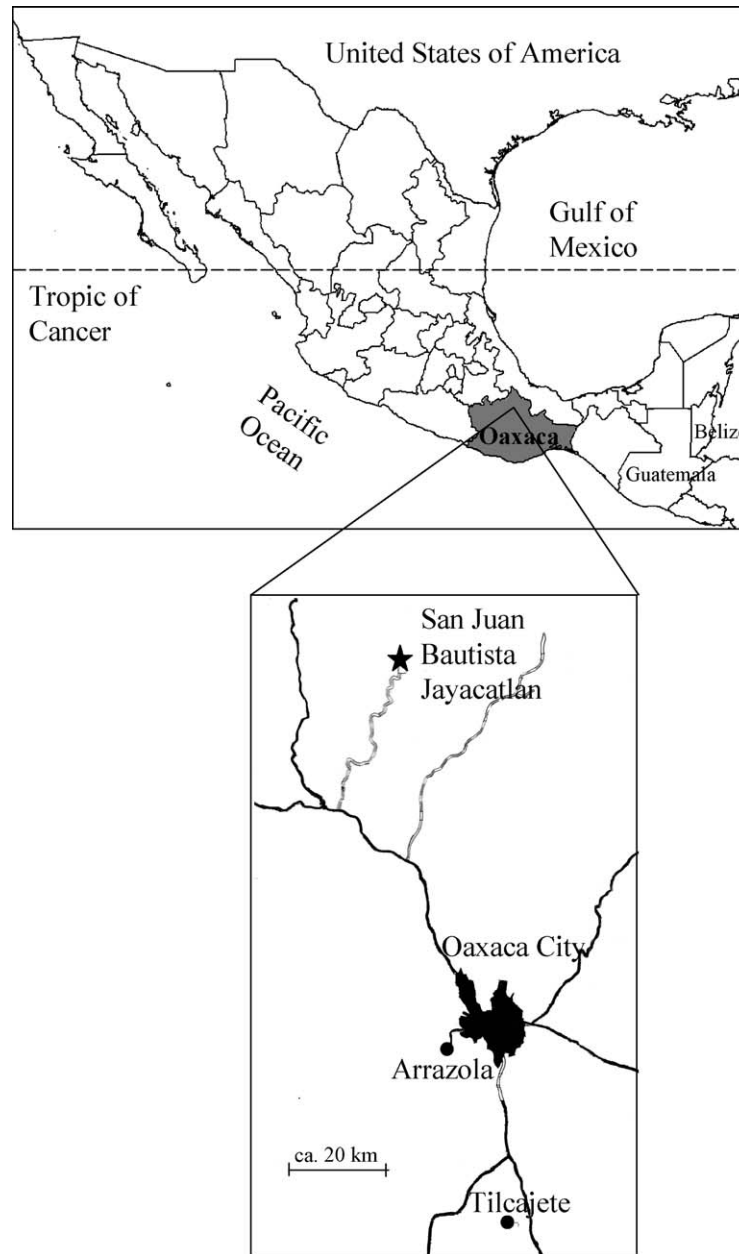 United States of America
Gulf of
Mexico
Tropic of
Cancer
Pacific
Ocean
Oaxaca
Belize
Guatemala
San Juan
Bautista
Jayacatlan
Oaxaca City
Arrazola
ca. 20 km
Tilcajete